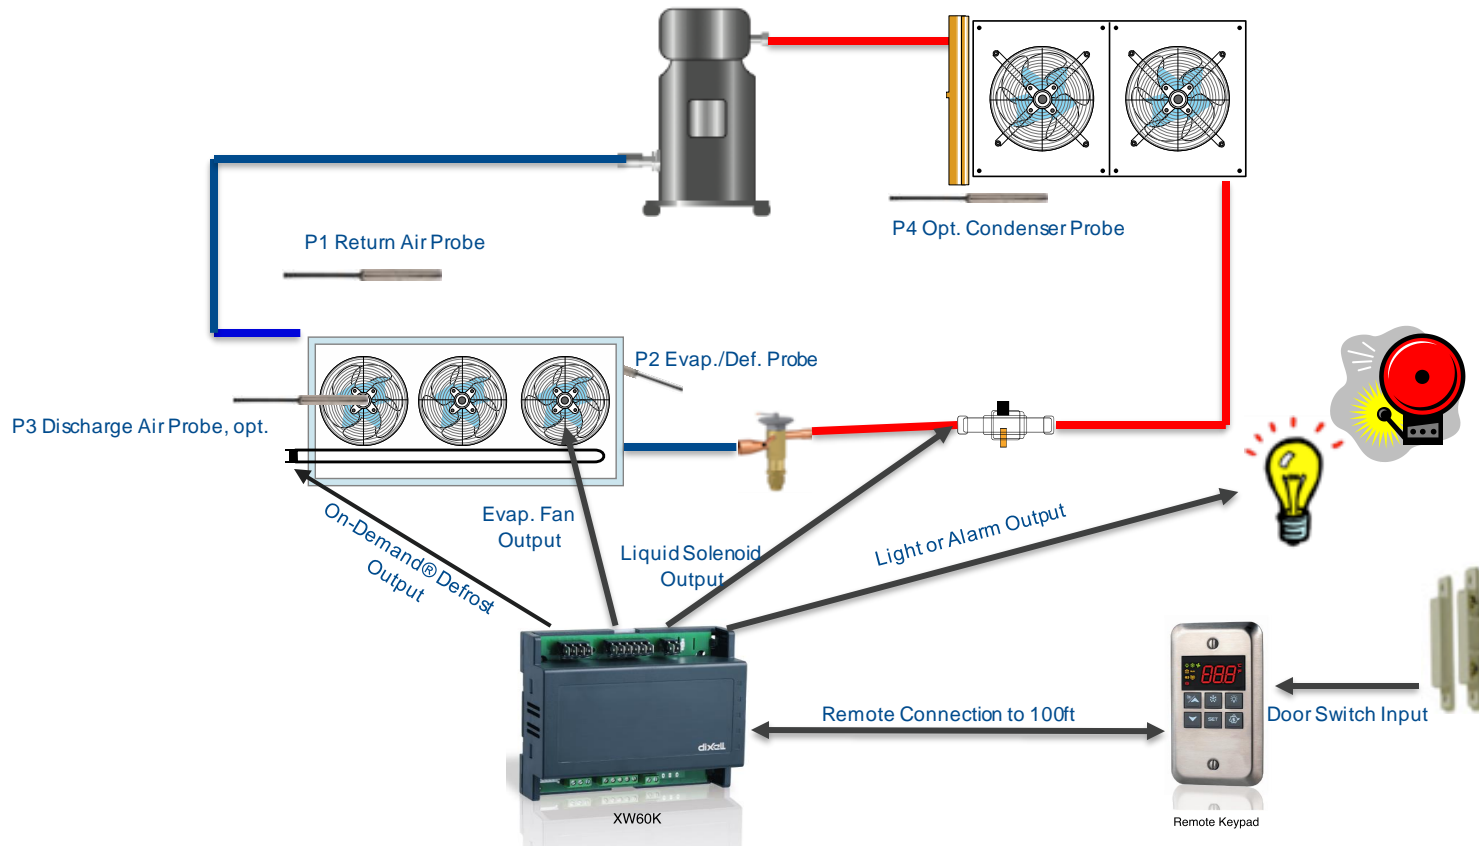 P1 Return Air Probe
P4 Opt. Condenser Probe
P2 Evap./Def. Probe
P3 Discharge Air Probe, opt.
On-Demand® Defrost
Output
Evap. Fan
Output
Liquid Solenoid
Output
Light or Alarm Output
SET
Remote Connection to 100ft
Door Switch Input
dixell
XW60K
Remote Keypad